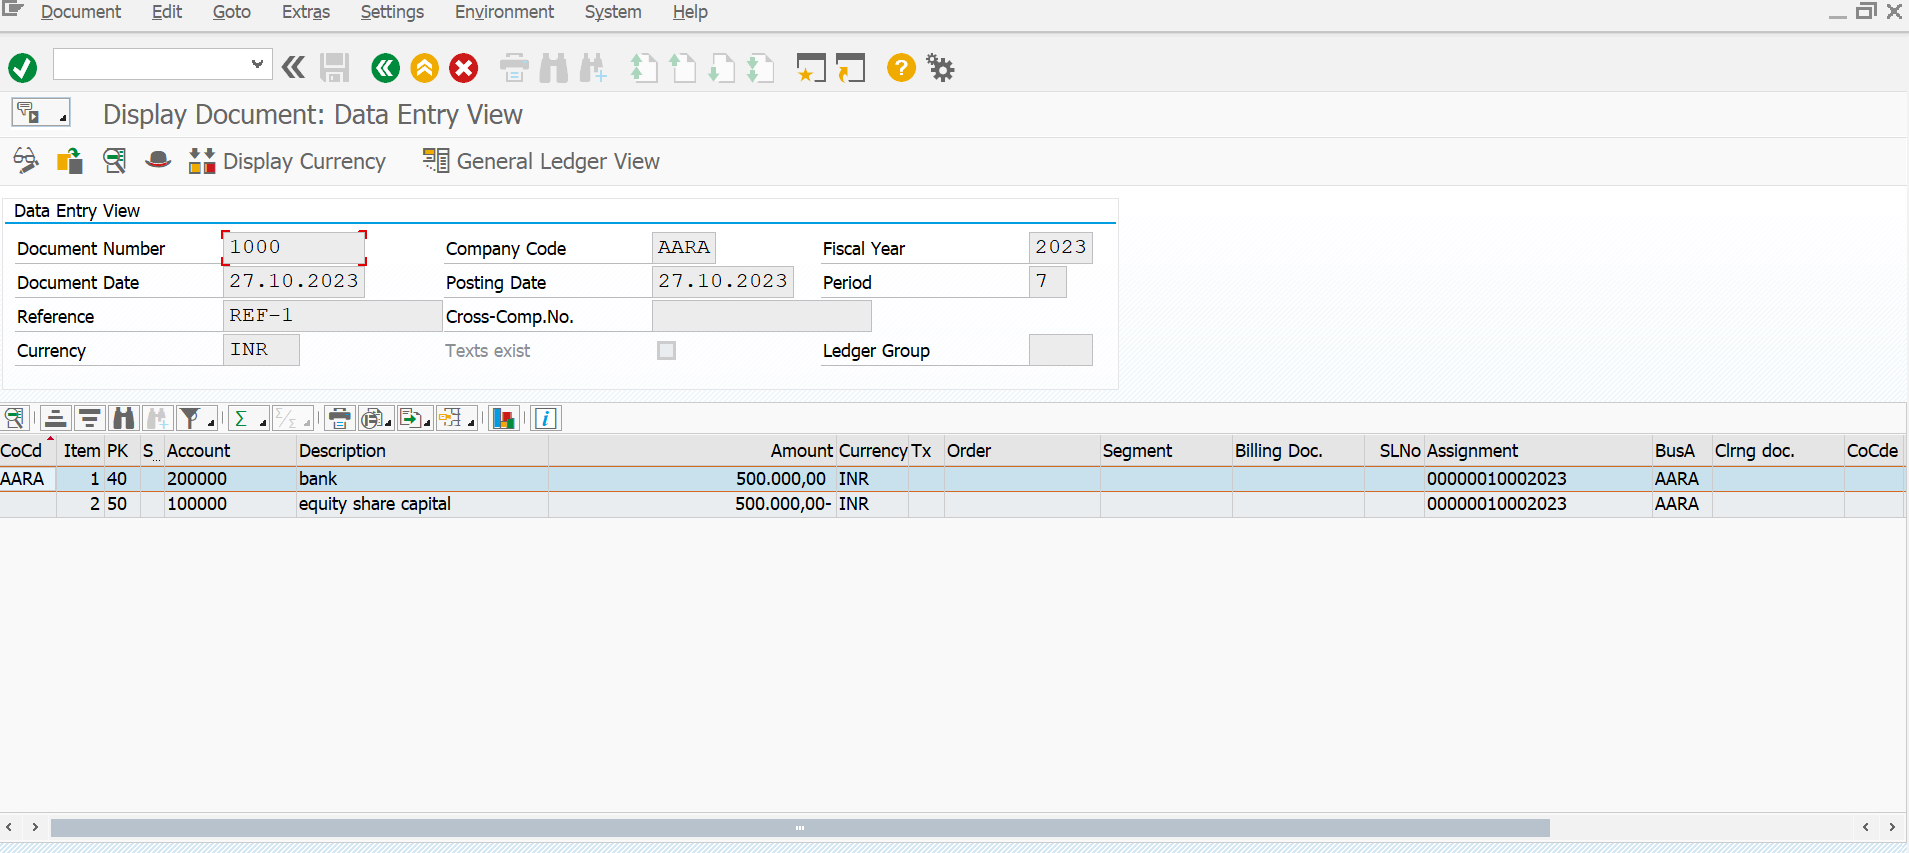 Document Edit Goto Extras Settings Environment System Help
Display Document: Data Entry View
Display Currency General Ledger View
Data Entry View
Document Number 1000 Company Code AARA Fiscal Year 2023
Document Date 27.10.2023 Posting Date 27.10.2023 Period 7
Reference REF-1 Cross-Comp.No.
Currency INR Texts exist Ledger Group
CoCd Item PK S.. Account Description Amount Currency Tx Order Segment Billing Doc. SLNo Assignment BusA Clrng doc. CoCde
AARA 1 40 200000 bank 500.000,00 INR 00000010002023 AARA
2 50 100000 equity share capital 500.000,00- INR 00000010002023 AARA